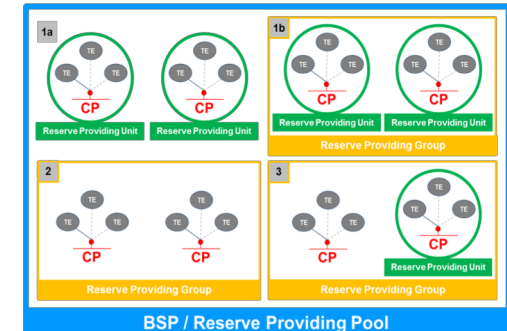 1a
TE
TE TE
CP
Reserve Providing Unit
TE
TE TE
CP
Reserve Providing Unit
1b
TE
TE TE
CP
Reserve Providing Unit
TE
TE TE
CP
Reserve Providing Unit
Reserve Providing Group
2
TE
TE TE
CP
TE
TE TE
CP
Reserve Providing Group
3
TE
TE TE
CP
TE
TE TE
CP
Reserve Providing Unit
Reserve Providing Group
BSP / Reserve Providing Pool